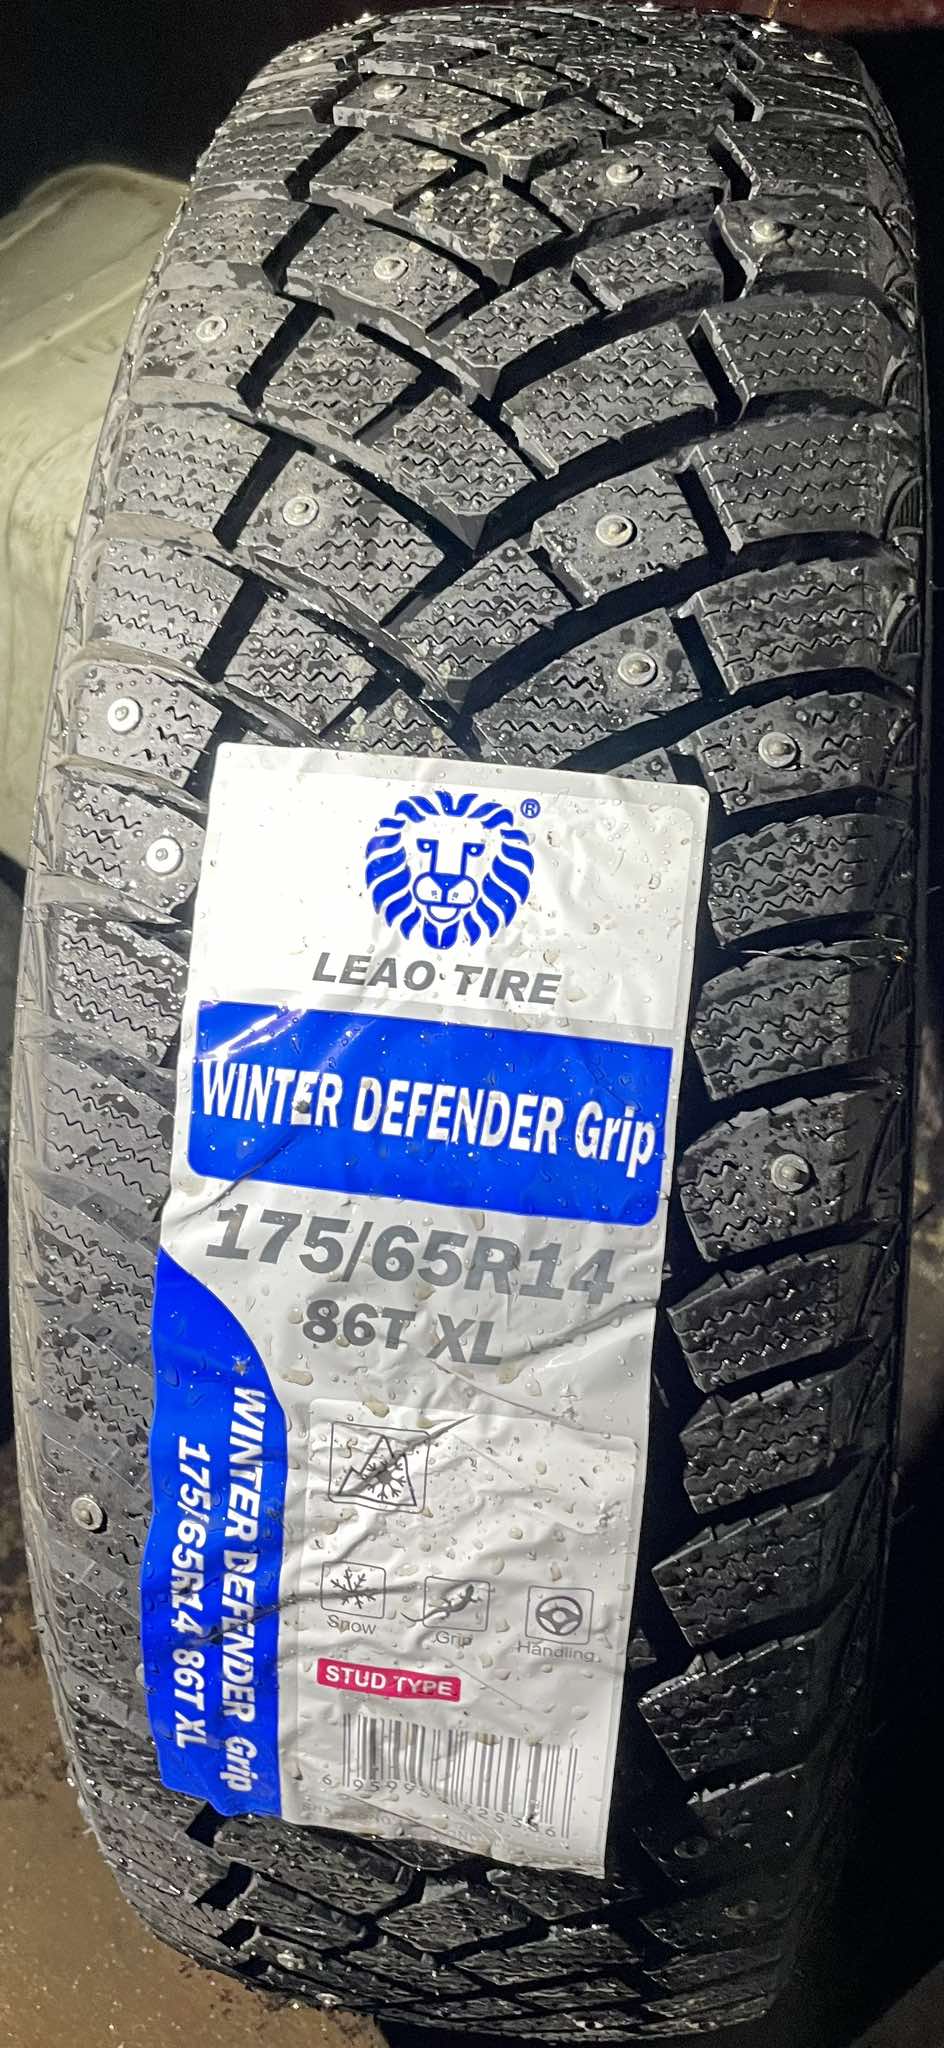 ®
LEAO TIRE
WINTER DEFENDER Grip
175/65R14
86T XL
WINTER DEFENDER Grip
175/65R14 86T XL
Snow
Grip
Handling
STUD TYPE